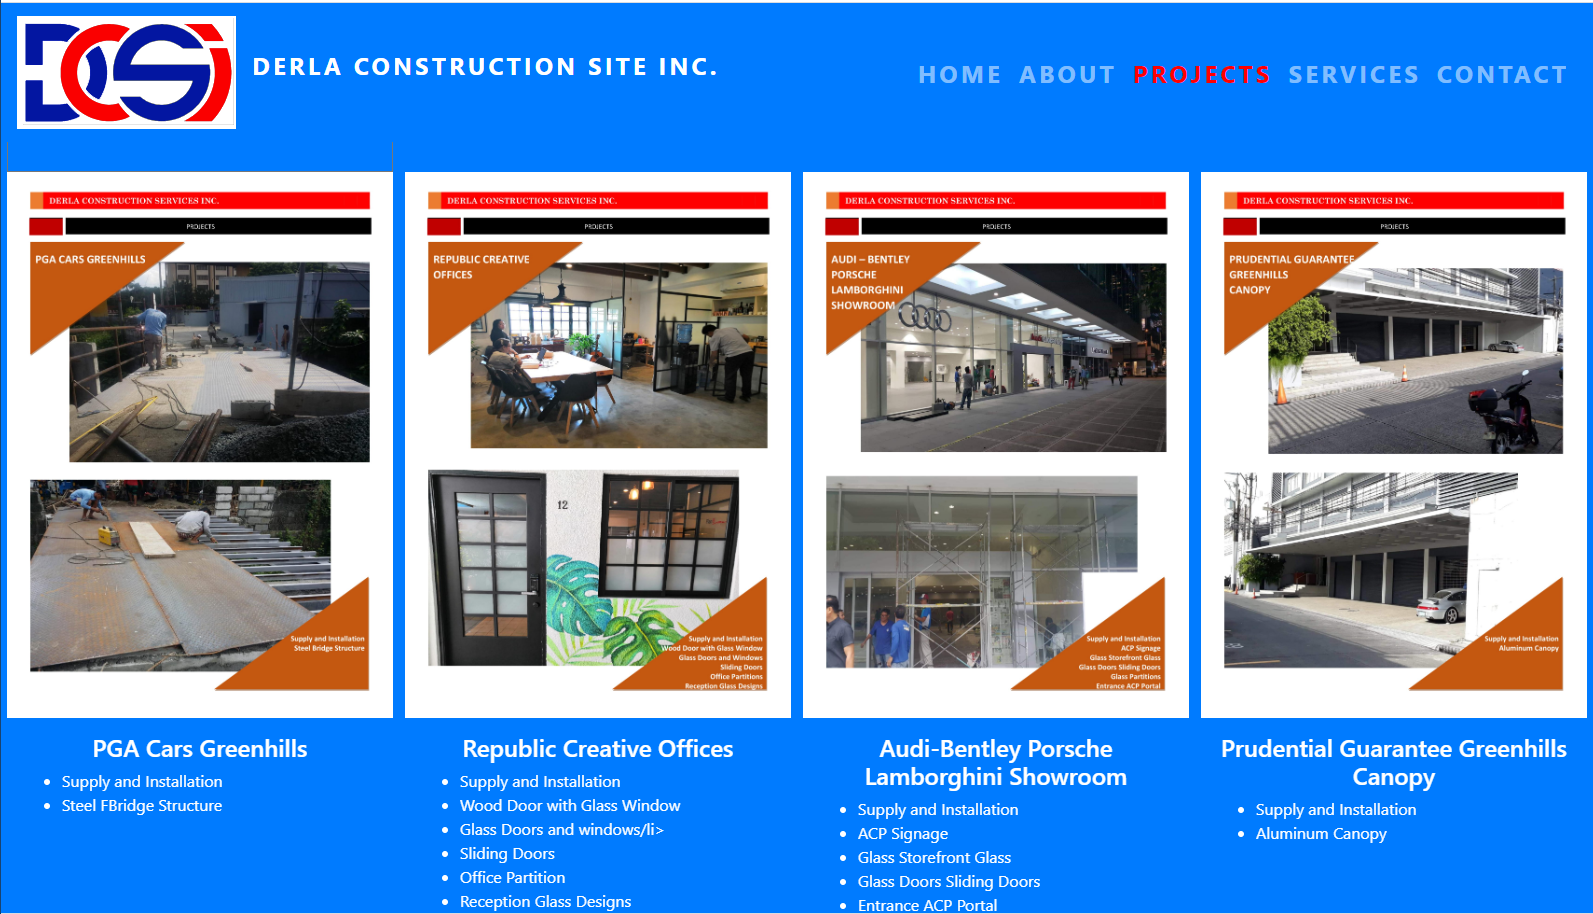 DCSI
DERLA CONSTRUCTION SITE INC.
HOME ABOUT PROJECTS SERVICES CONTACT
DERLA CONSTRUCTION SERVICES INC.
PROJECTS
PGA CARS GREENHILLS
Supply and Installation
Steel Bridge Structure
DERLA CONSTRUCTION SERVICES INC.
PROJECTS
REPUBLIC CREATIVE
OFFICES
12
Supply and Installation
Wood Door with Glass Window
Glass Doors and Windows
Sliding Doors
Office Partitions
Reception Glass Designs
DERLA CONSTRUCTION SERVICES INC.
PROJECTS
AUDI – BENTLEY
PORSCHE
LAMBORGHINI
SHOWROOM
Supply and Installation
ACP Signage
Glass Storefront Glass
Glass Doors Sliding Doors
Glass Partitions
Entrance ACP Portal
DERLA CONSTRUCTION SERVICES INC.
PROJECTS
PRUDENTIAL GUARANTEE
GREENHILLS
CANOPY
Supply and Installation
Aluminum Canopy
PGA Cars Greenhills
Supply and Installation
Steel FBridge Structure
Republic Creative Offices
Supply and Installation
Wood Door with Glass Window
Glass Doors and windows/li>
Sliding Doors
Office Partition
Reception Glass Designs
Audi-Bentley Porsche
Lamborghini Showroom
Supply and Installation
ACP Signage
Glass Storefront Glass
Glass Doors Sliding Doors
Entrance ACP Portal
Prudential Guarantee Greenhills
Canopy
Supply and Installation
Aluminum Canopy